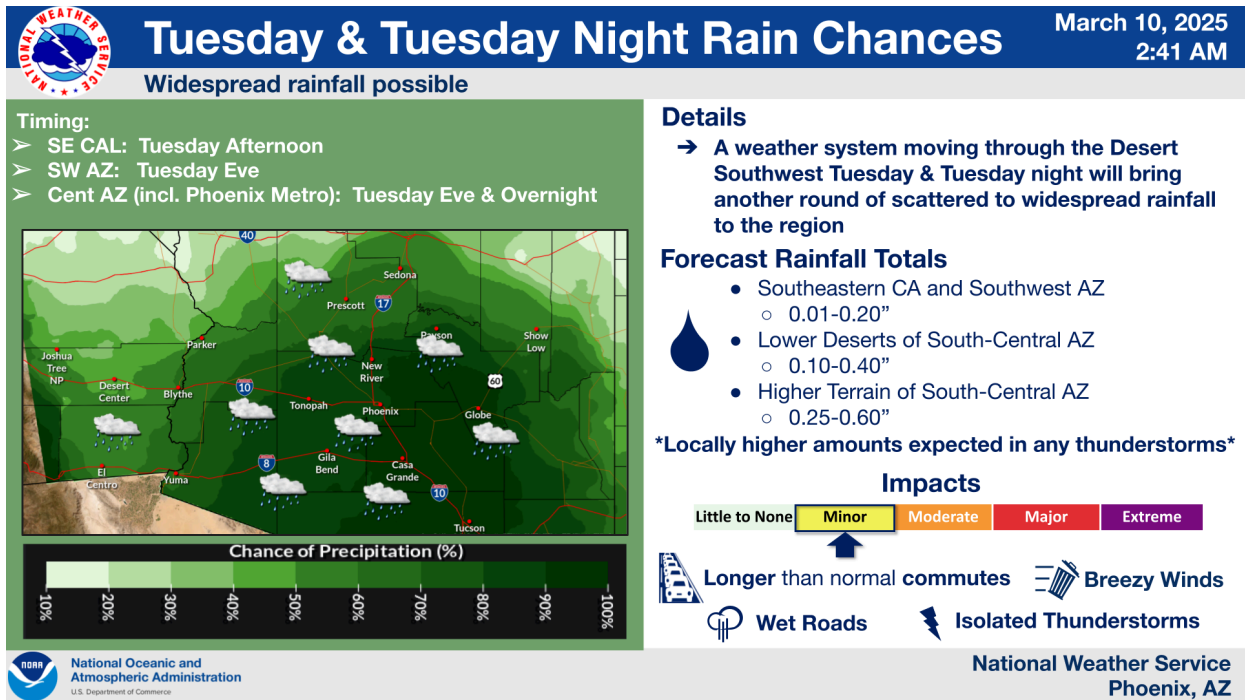 NATIONAL WEATHER SERVICE
Tuesday & Tuesday Night Rain Chances
March 10, 2025
2:41 AM
Widespread rainfall possible
Timing:
➢ SE CAL: Tuesday Afternoon
➢ SW AZ: Tuesday Eve
➢ Cent AZ (incl. Phoenix Metro): Tuesday Eve & Overnight
40
Sedona
Prescott
17
Parker
Payson
Show
Low
Joshua
Tree
NP
New
River
Desert
Center
Blythe
10
60
Tonopah
Phoenix
Globe
El
Centro
Yuma
8
Gila
Bend
Casa
Grande
10
Tucson
Chance of Precipitation (%)
10%
20%
30%
40%
50%
60%
70%
80%
90%
100%
Details
➔ A weather system moving through the Desert
Southwest Tuesday & Tuesday night will bring
another round of scattered to widespread rainfall
to the region
Forecast Rainfall Totals
● Southeastern CA and Southwest AZ
○ 0.01-0.20”
● Lower Deserts of South-Central AZ
○ 0.10-0.40”
● Higher Terrain of South-Central AZ
○ 0.25-0.60”
*Locally higher amounts expected in any thunderstorms*
Impacts
Little to None Minor Moderate Major Extreme
Longer than normal commutes
Breezy Winds
Wet Roads
Isolated Thunderstorms
NOAA
National Oceanic and
Atmospheric Administration
U.S. Department of Commerce
National Weather Service
Phoenix, AZ